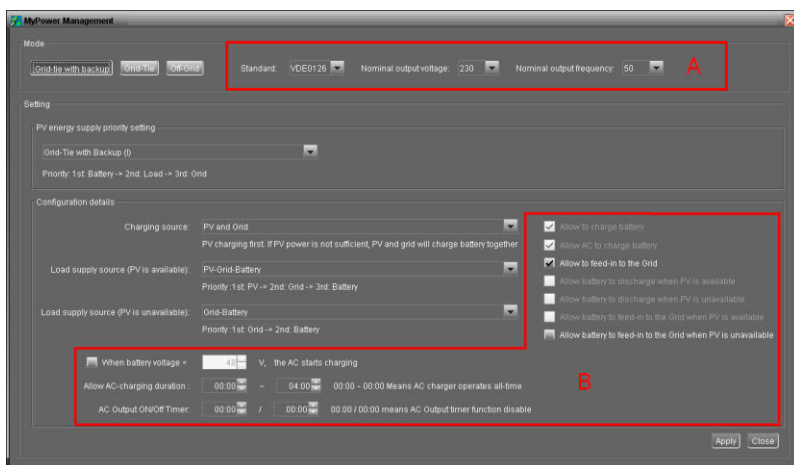 MyPower Management
Mode
Grid-tie with backup Grid-Tie Off-Grid Standard: VDE0126 Nominal output voltage: 230 Nominal output frequency: 50 A
Setting
PV energy supply priority setting
Grid-Tie with Backup (I)
Priority: 1st: Battery -> 2nd: Load -> 3rd: Grid
Configuration details
Charging source: PV and Grid
PV charging first. If PV power is not sufficient, PV and grid will charge battery together
Load supply source (PV is available): PV-Grid-Battery
Priority :1st: PV -> 2nd: Grid -> 3rd: Battery
Load supply source (PV is unavailable): Grid-Battery
Priority :1st: Grid -> 2nd: Battery
Allow to charge battery
Allow AC to charge battery
Allow to feed-in to the Grid
Allow battery to discharge when PV is available
Allow battery to discharge when PV is unavailable
Allow battery to feed-in to the Grid when PV is available
Allow battery to feed-in to the Grid when PV is unavailable
When battery voltage < 48 V, the AC starts charging
Allow AC-charging duration : 00:00 ~ 04:00 00:00 - 00:00 Means AC charger operates all-time
AC Output ON/Off Timer: 00:00 / 00:00 00:00 / 00:00 means AC Output timer function disable
B
Apply Close